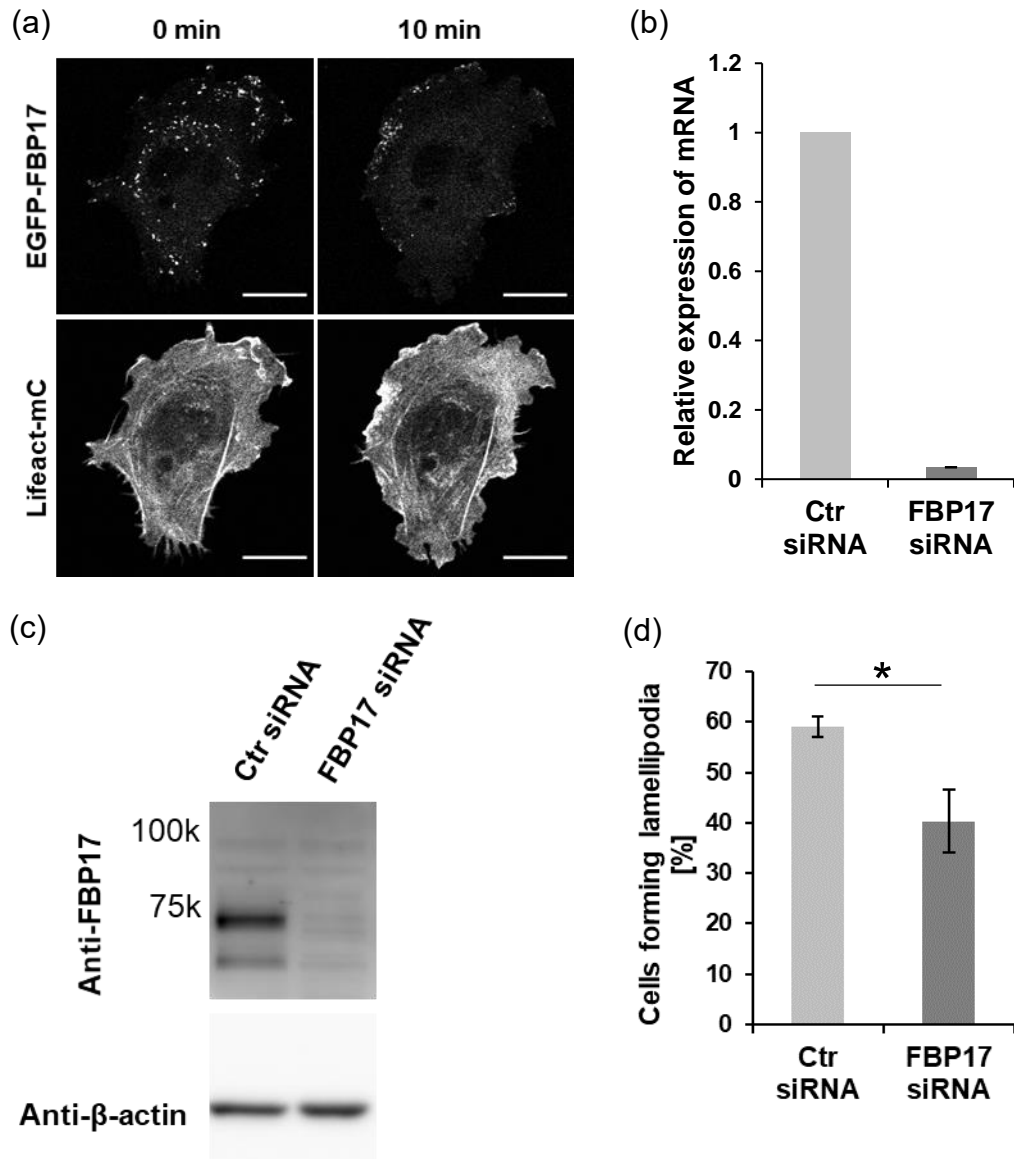 (a)
0 min
10 min
EGFP-FBP17
Lifeact-mC
(b)
Relative expression of mRNA
1.2
1
0.8
0.6
0.4
0.2
0
Ctr
siRNA
FBP17
siRNA
(c)
Ctr siRNA
FBP17 siRNA
Anti-FBP17
100k
75k
Anti-β-actin
(d)
Cells forming lamellipodia
[%]
70
60
50
40
30
20
10
0
*
Ctr
siRNA
FBP17
siRNA